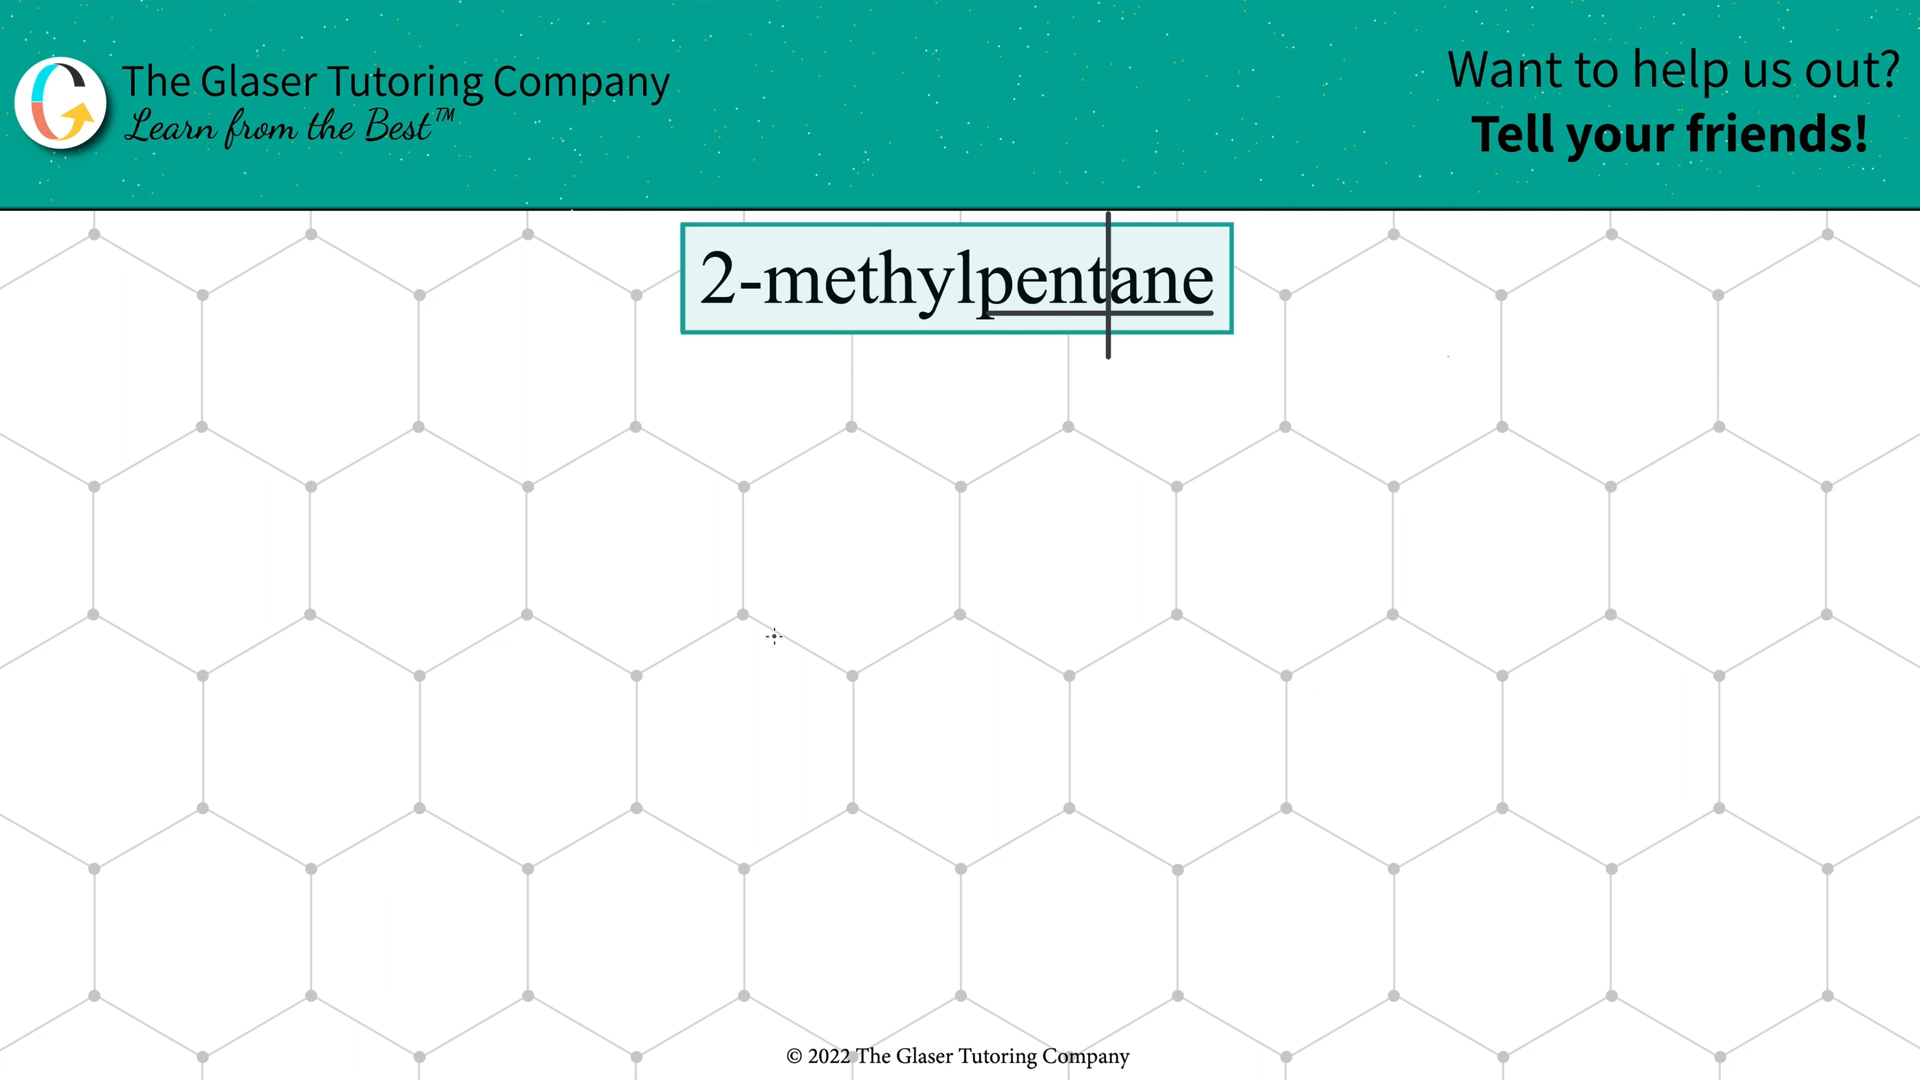 The Glaser Tutoring Company
Learn from the Best™
Want to help us out?
Tell your friends!
2-methylpentane
© 2022 The Glaser Tutoring Company